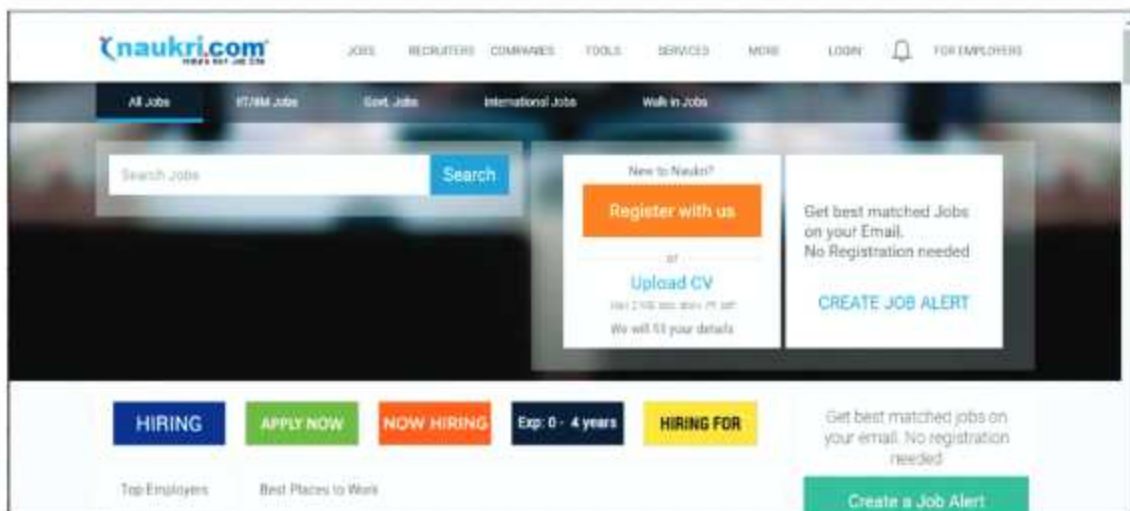 naukri.com
JOBS RECRUITERS COMPANIES TOOLS SERVICES MORE LOGIN FOR EMPLOYERS
All Jobs IIT/IIM Jobs Govt. Jobs International Jobs Walk in Jobs
Search Jobs Search
New to Naukri?
Register with us
or
Upload CV
We will fill your details
Get best matched Jobs
on your Email.
No Registration needed
CREATE JOB ALERT
HIRING APPLY NOW NOW HIRING Exp: 0 - 4 years HIRING FOR
Get best matched jobs on
your email. No registration
needed
Top Employers Best Places to Work
Create a Job Alert